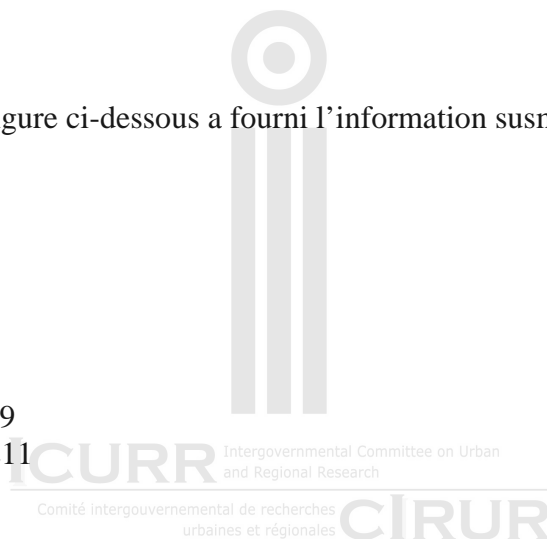 gure ci-dessous a fourni l’information susn
9
11
ICURR Intergovernmental Committee on Urban
and Regional Research
Comité intergouvernemental de recherches
urbaines et régionales CIRUR